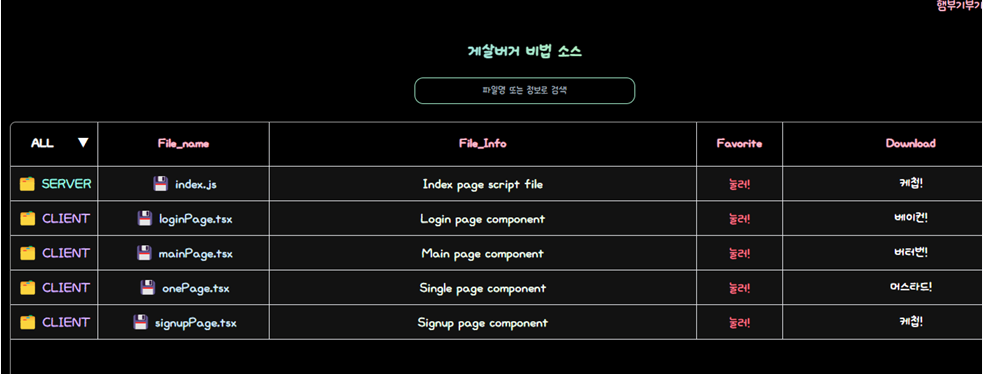 햄부기부기
게살버거 비법 소스
파일명 또는 정보로 검색
ALL ▼ File_name File_Info Favorite Download
SERVER index.js Index page script file 눌러! 케첩!
CLIENT loginPage.tsx Login page component 눌러! 베이컨!
CLIENT mainPage.tsx Main page component 눌러! 버터번!
CLIENT onePage.tsx Single page component 눌러! 머스타드!
CLIENT signupPage.tsx Signup page component 눌러! 케첩!